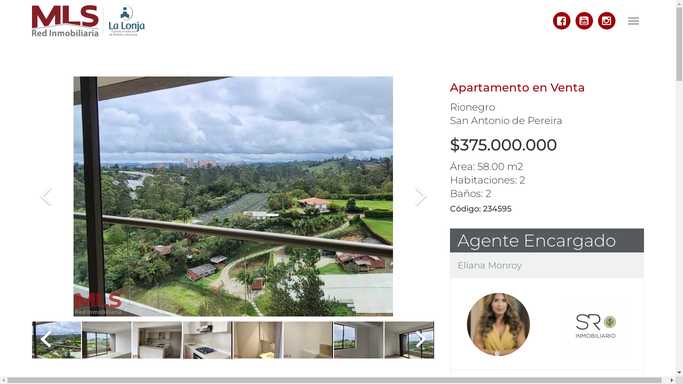 MLS
Red Inmobiliaria
La Lonja
Apartamento en Venta
Rionegro
San Antonio de Pereira
$375.000.000
Área: 58.00 m2
Habitaciones: 2
Baños: 2
Código: 234595
Agente Encargado
Eliana Monroy
MLS
Red Inmobiliaria
SR
INMOBILIARIO